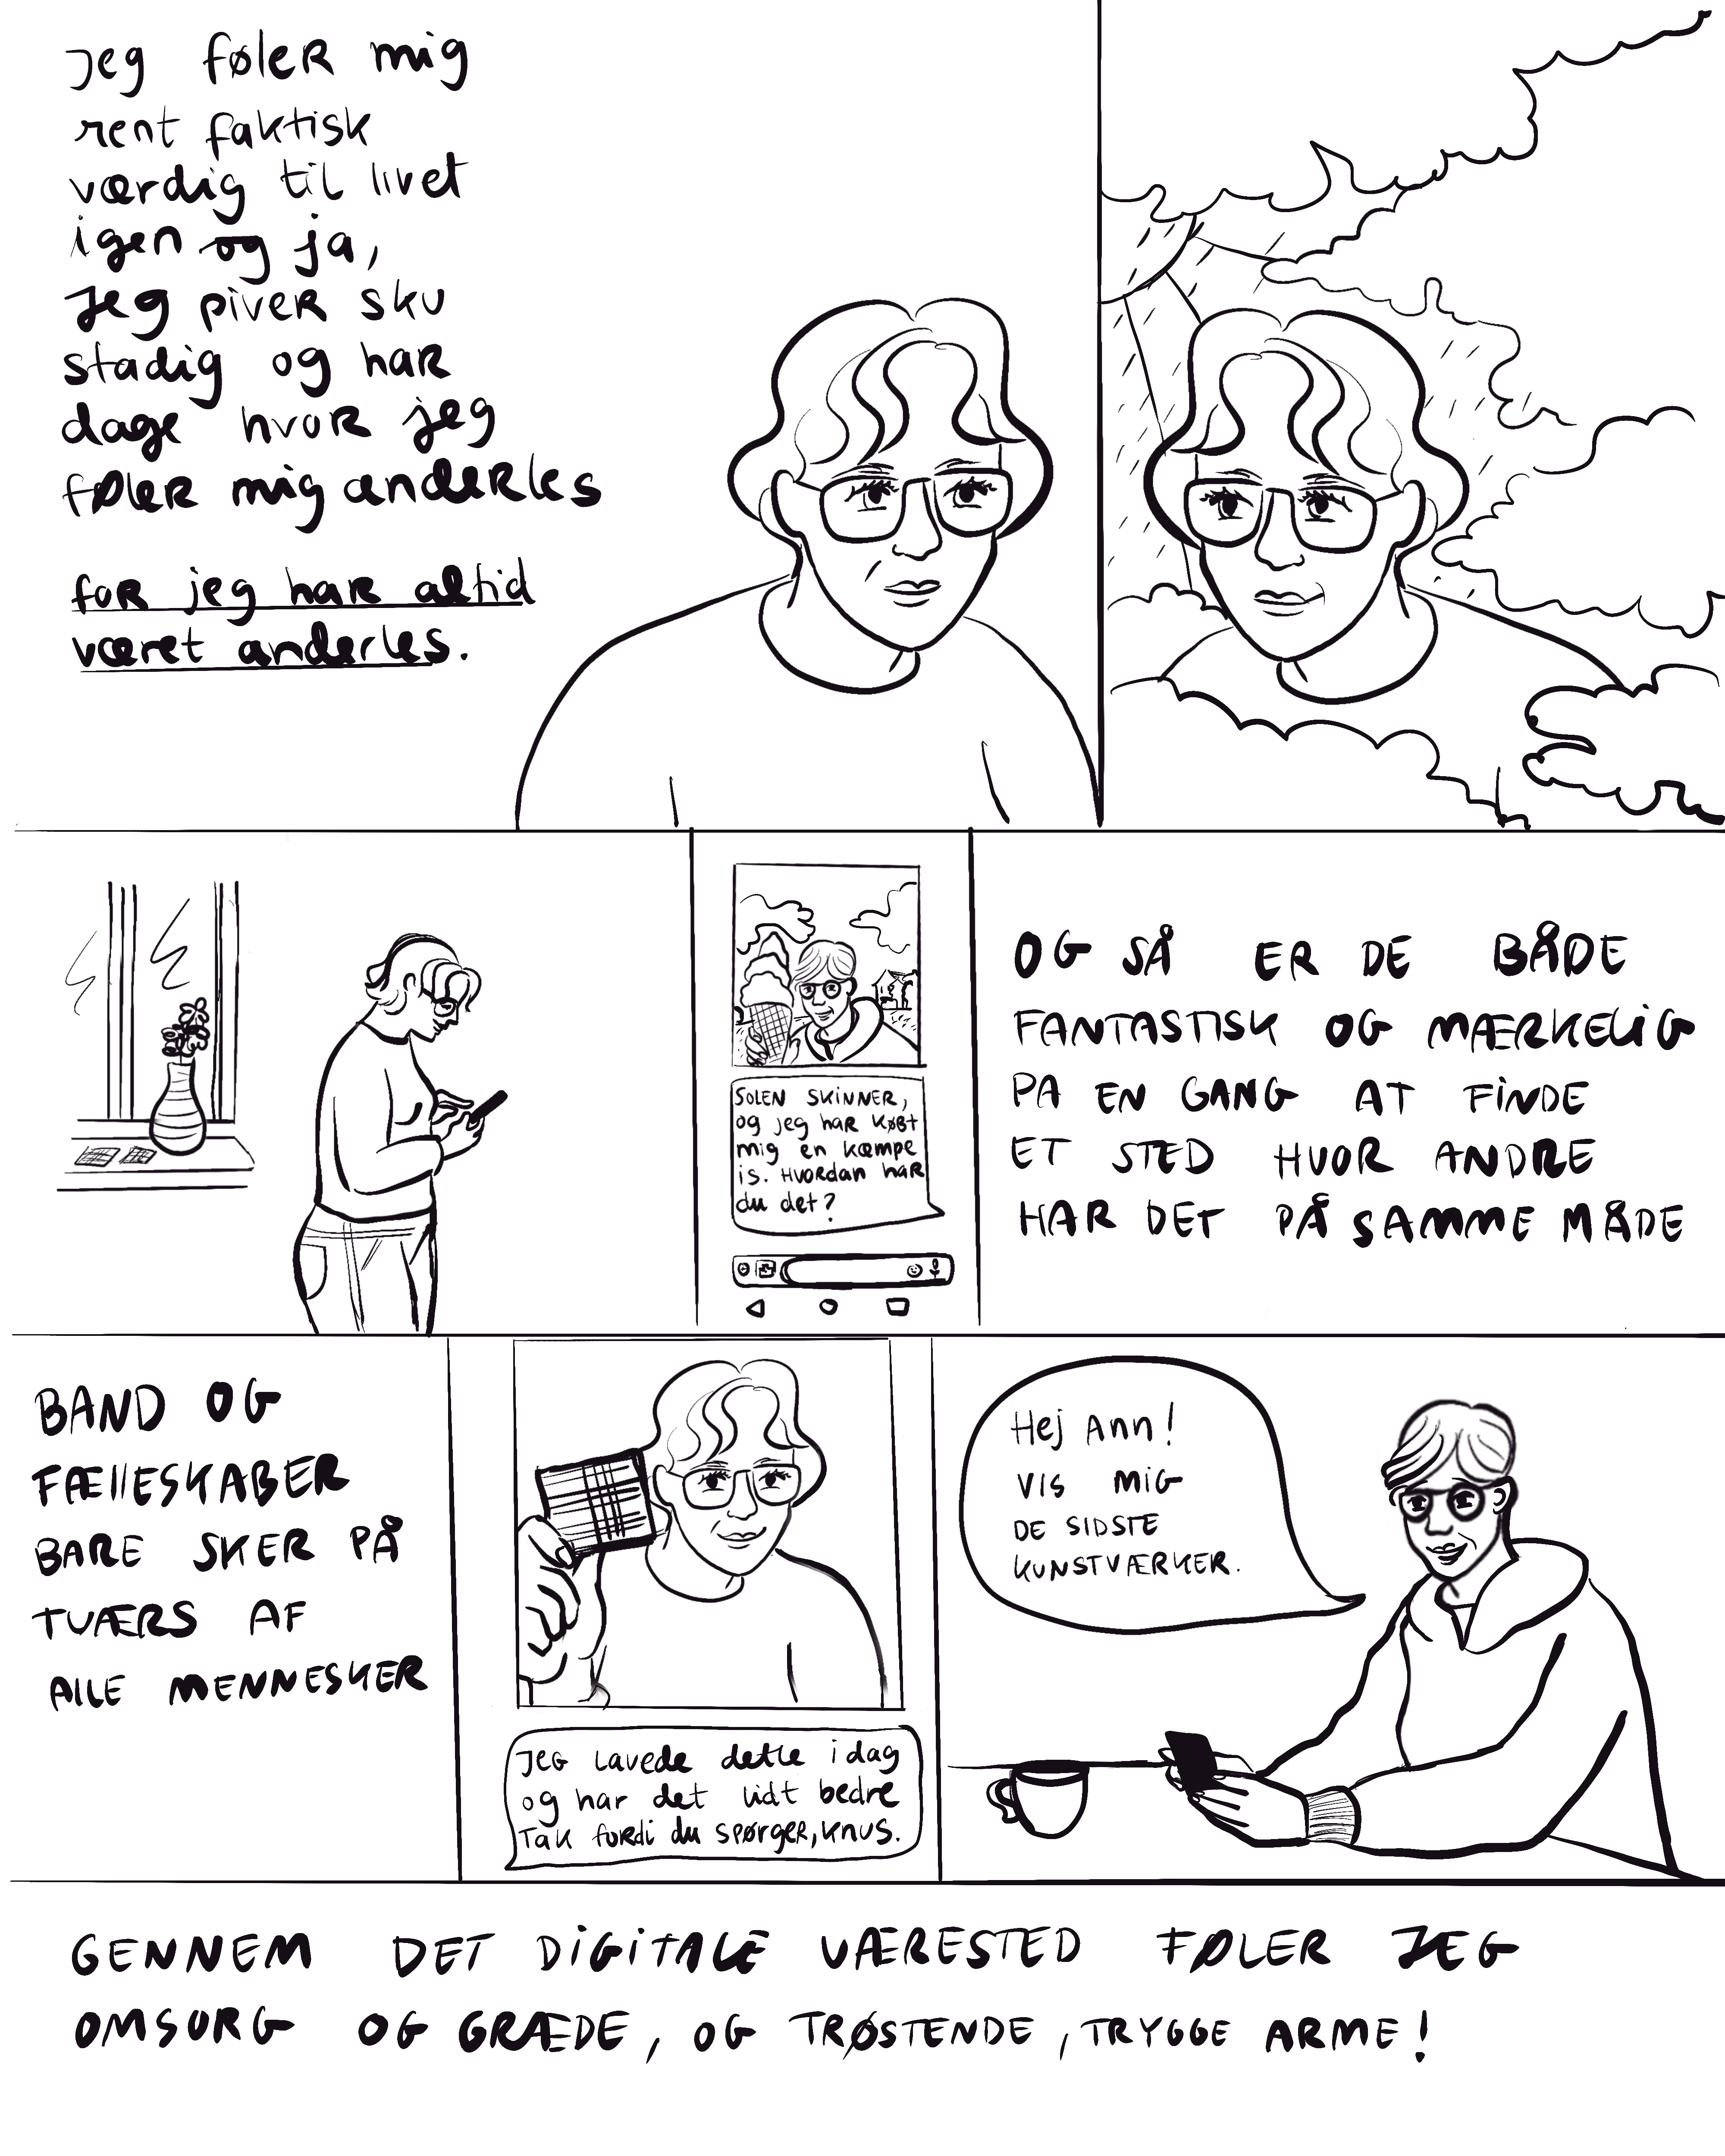 Jeg føler mig
rent faktisk
værdig til livet
igen og ja,
Jeg piver sku
stadig og har
dage hvor jeg
føler mig anderles
for jeg har altid
været anderles.
SOLEN SKINNER,
og jeg har KØBT
mig en kæmpe
is. HVORDAN HAR
du det?
OG SÅ ER DE BÅDE
FANTASTISK OG MÆRKELIG
PA EN GANG AT FINDE
ET STED HVOR ANDRE
HAR DET PÅ SAMME MÅDE
BAND OG
FÆLLESKABER
BARE SKER PÅ
TVÆRS AF
ALLE MENNESKER
JEG Lavede dette i dag
og har det lidt bedre
Tak fordi du spørger, KNUS.
Hej Ann!
VIS MIG
DE SIDSTE
KUNSTVÆRKER.
GENNEM DET DIGITALE VÆRESTED FØLER JEG
OMSORG OG GRÆDE, OG TRØSTENDE, TRYGGE ARME!